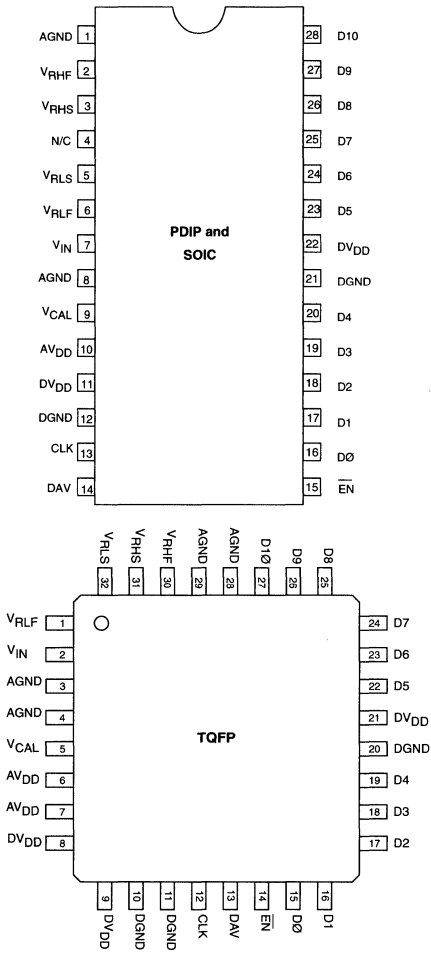 AGND 1 28 D10
VRHF 2 27 D9
VRHS 3 26 D8
N/C 4 25 D7
VRLS 5 24 D6
VRLF 6 23 D5
PDIP and
SOIC
VIN 7 22 DVDD
AGND 8 21 DGND
VCAL 9 20 D4
AVDD 10 19 D3
DVDD 11 18 D2
DGND 12 17 D1
CLK 13 16 DØ
DAV 14 15 E̅N̅
VRLS VRHS VRHF AGND AGND D1Ø D9 D8
32 31 30 29 28 27 26 25
VRLF 1 24 D7
VIN 2 23 D6
AGND 3 22 D5
AGND 4 21 DVDD
TQFP
VCAL 5 20 DGND
AVDD 6 19 D4
AVDD 7 18 D3
DVDD 8 17 D2
9 10 11 12 13 14 15 16
DVDD DGND DGND CLK DAV E̅N̅ DØ D1